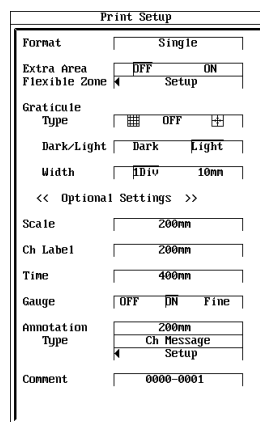 Print Setup
Format Single
Extra Area OFF ON
Flexible Zone Setup
Graticule
Type OFF
Dark/Light Dark Light
Width 1Div 10mm
<< Optional Settings >>
Scale 200mm
Ch Label 200mm
Time 400mm
Gauge OFF ON Fine
Annotation 200mm
Type Ch Message
Setup
Comment 0000-0001